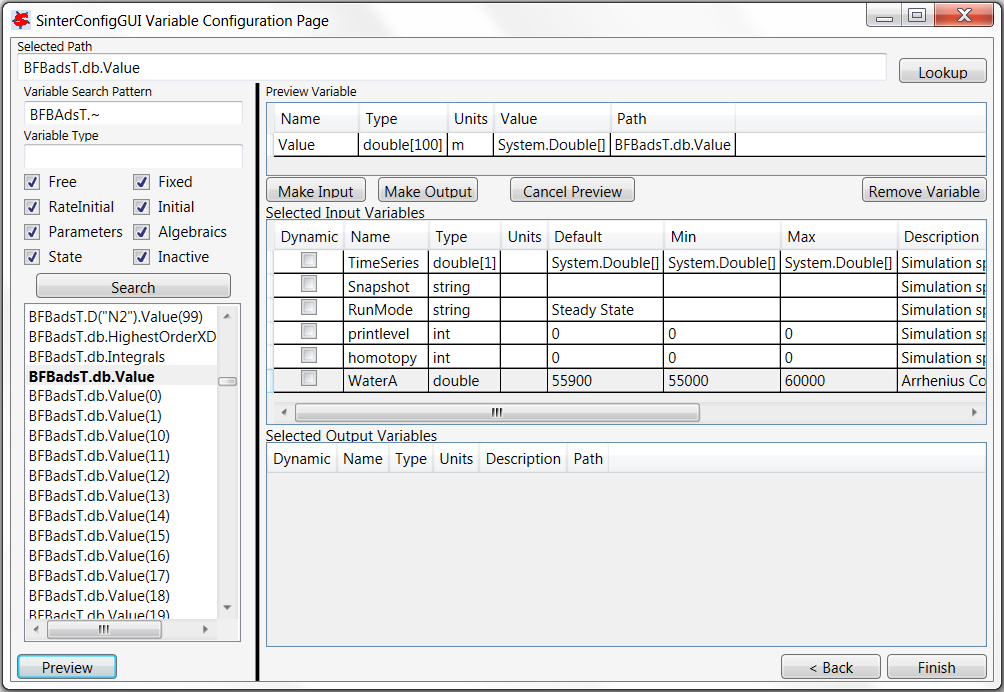 SinterConfigGUI Variable Configuration Page
Selected Path
BFBadsT.db.Value
Lookup
Variable Search Pattern
BFBAdsT.~
Variable Type
Free Fixed
RateInitial Initial
Parameters Algebraics
State Inactive
Search
BFBadsT.D("N2").Value(99)
BFBadsT.db.HighestOrderXD
BFBadsT.db.Integrals
BFBadsT.db.Value
BFBadsT.db.Value(0)
BFBadsT.db.Value(1)
BFBadsT.db.Value(10)
BFBadsT.db.Value(11)
BFBadsT.db.Value(12)
BFBadsT.db.Value(13)
BFBadsT.db.Value(14)
BFBadsT.db.Value(15)
BFBadsT.db.Value(16)
BFBadsT.db.Value(17)
BFBadsT.db.Value(18)
BFBadsT.db.Value(19)
Preview
Preview Variable
Name Type Units Value Path
Value double[100] m System.Double[] BFBadsT.db.Value
Make Input Make Output Cancel Preview Remove Variable
Selected Input Variables
Dynamic Name Type Units Default Min Max Description
TimeSeries double[1] System.Double[] System.Double[] System.Double[] Simulation sp
Snapshot string Simulation sp
RunMode string Steady State Simulation sp
printlevel int 0 0 0 Simulation sp
homotopy int 0 0 0 Simulation sp
WaterA double 55900 55000 60000 Arrhenius Co
Selected Output Variables
Dynamic Name Type Units Description Path
< Back Finish